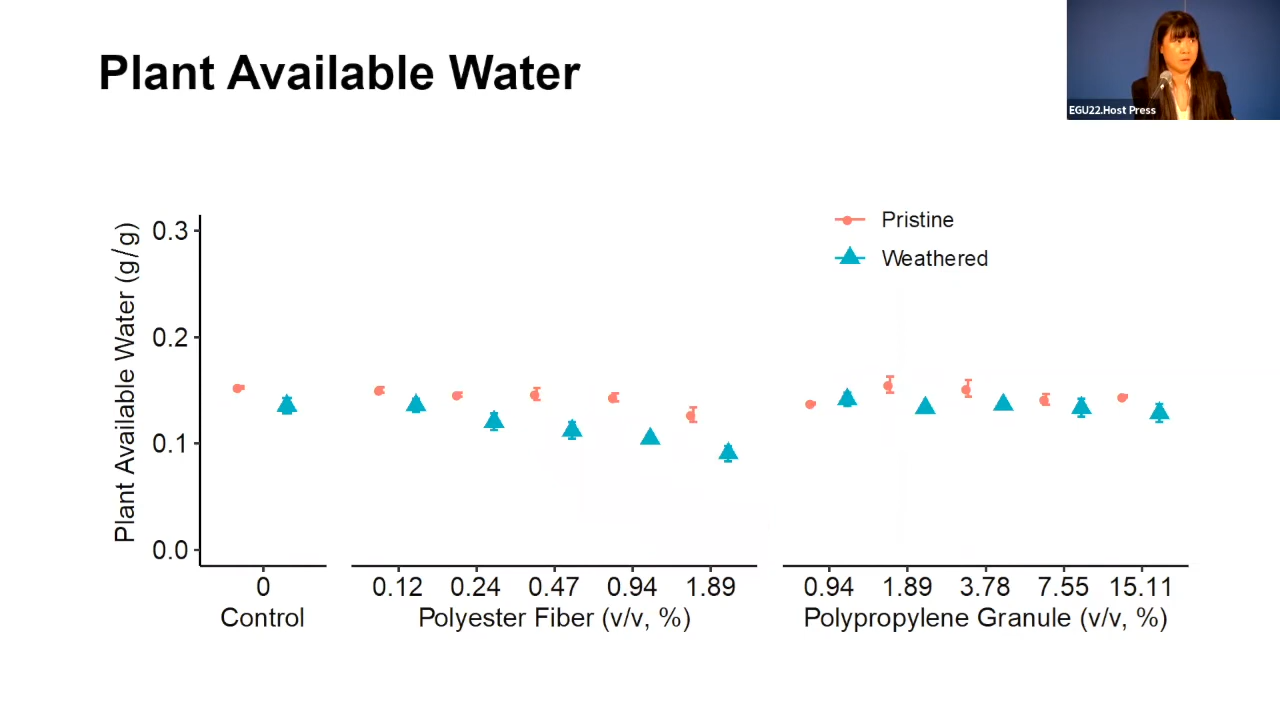 Plant Available Water
EGU22.Host Press
Pristine
Weathered
Plant Available Water (g/g)
0.3
0.2
0.1
0.0
0
0.12 0.24 0.47 0.94 1.89
0.94 1.89 3.78 7.55 15.11
Control
Polyester Fiber (v/v, %)
Polypropylene Granule (v/v, %)